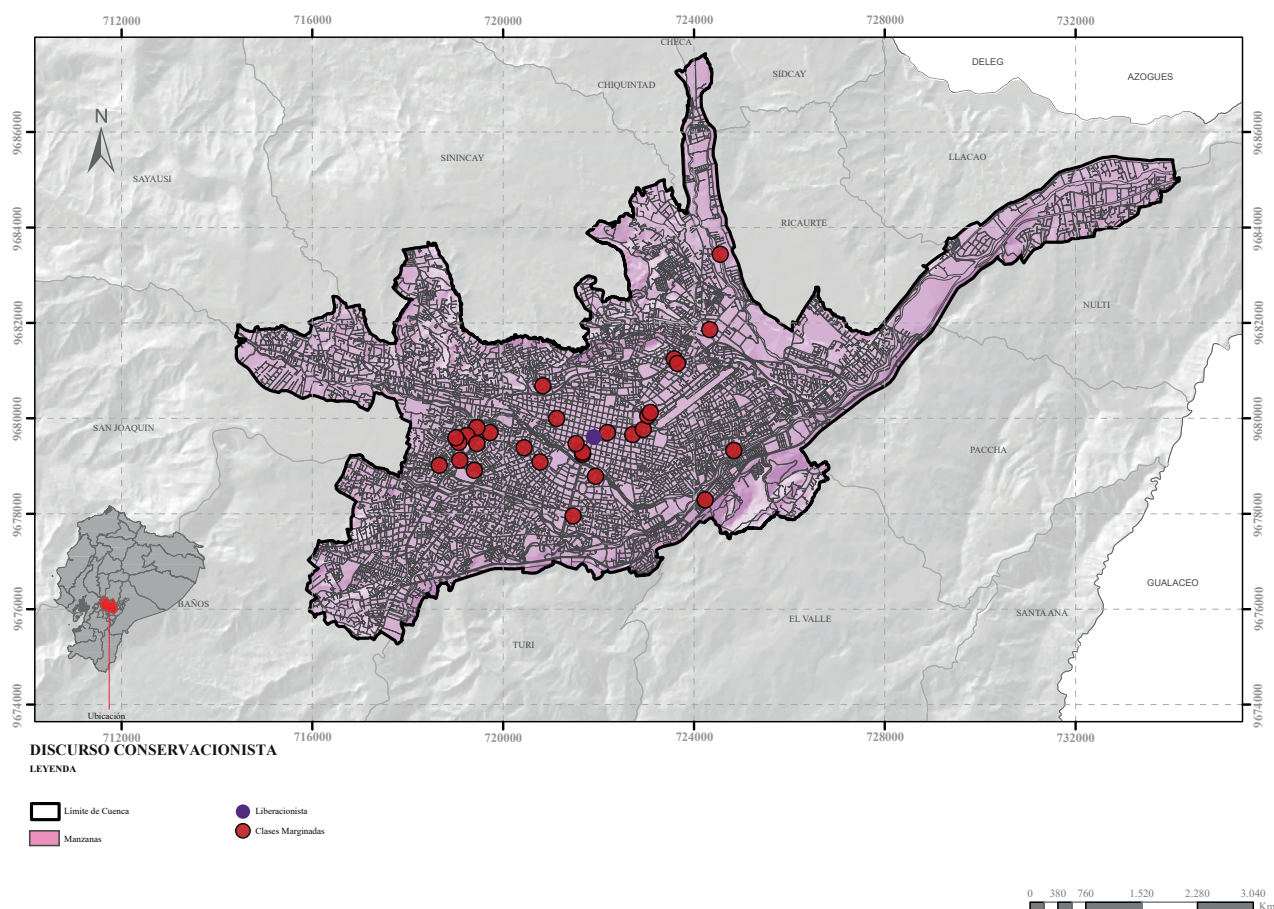 712000 716000 720000 724000 728000 732000
CHECA
DELEG
SIDCAY
AZOGUES
CHIQUINTAD
N
9686000 9686000
SININCAY
LLACAO
SAYAUSI
9684000 9684000
RICAURTE
NULTI
9682000 9682000
9680000 9680000
SAN JOAQUIN
PACCHA
9678000 9678000
GUALACEO
BAÑOS
9676000 9676000
SANTA ANA
EL VALLE
TURI
9674000 9674000
Ubicación
712000 716000 720000 724000 728000 732000
DISCURSO CONSERVACIONISTA
LEYENDA
Límite de Cuenca
Liberacionista
Manzanas
Clases Marginadas
0 380 760 1.520 2.280 3.040
Km